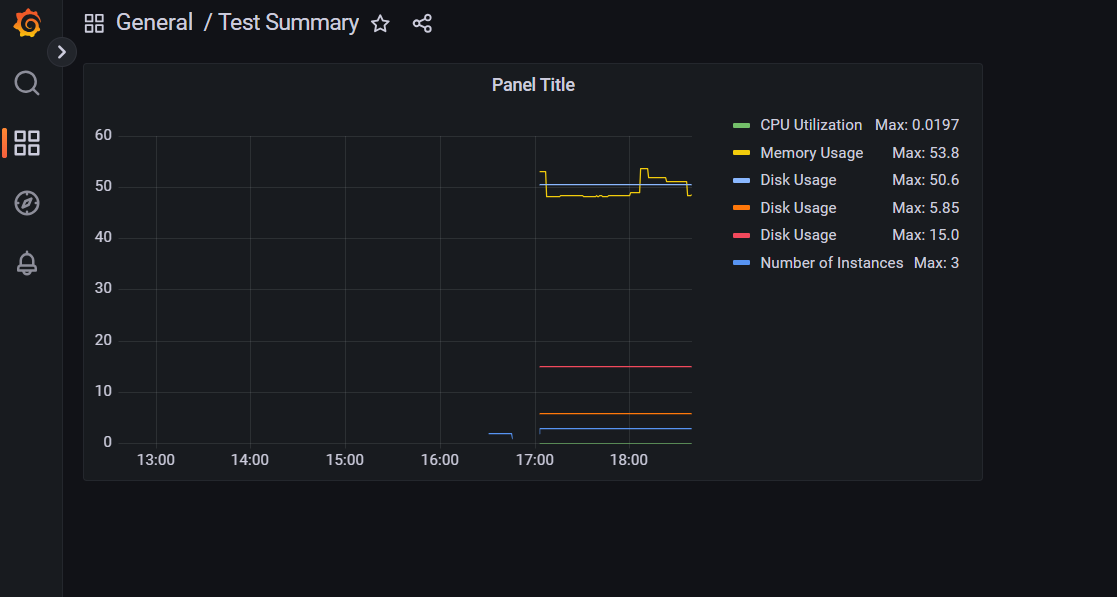 General / Test Summary
Panel Title
60
50
40
30
20
10
0
13:00 14:00 15:00 16:00 17:00 18:00
CPU Utilization Max: 0.0197
Memory Usage Max: 53.8
Disk Usage Max: 50.6
Disk Usage Max: 5.85
Disk Usage Max: 15.0
Number of Instances Max: 3